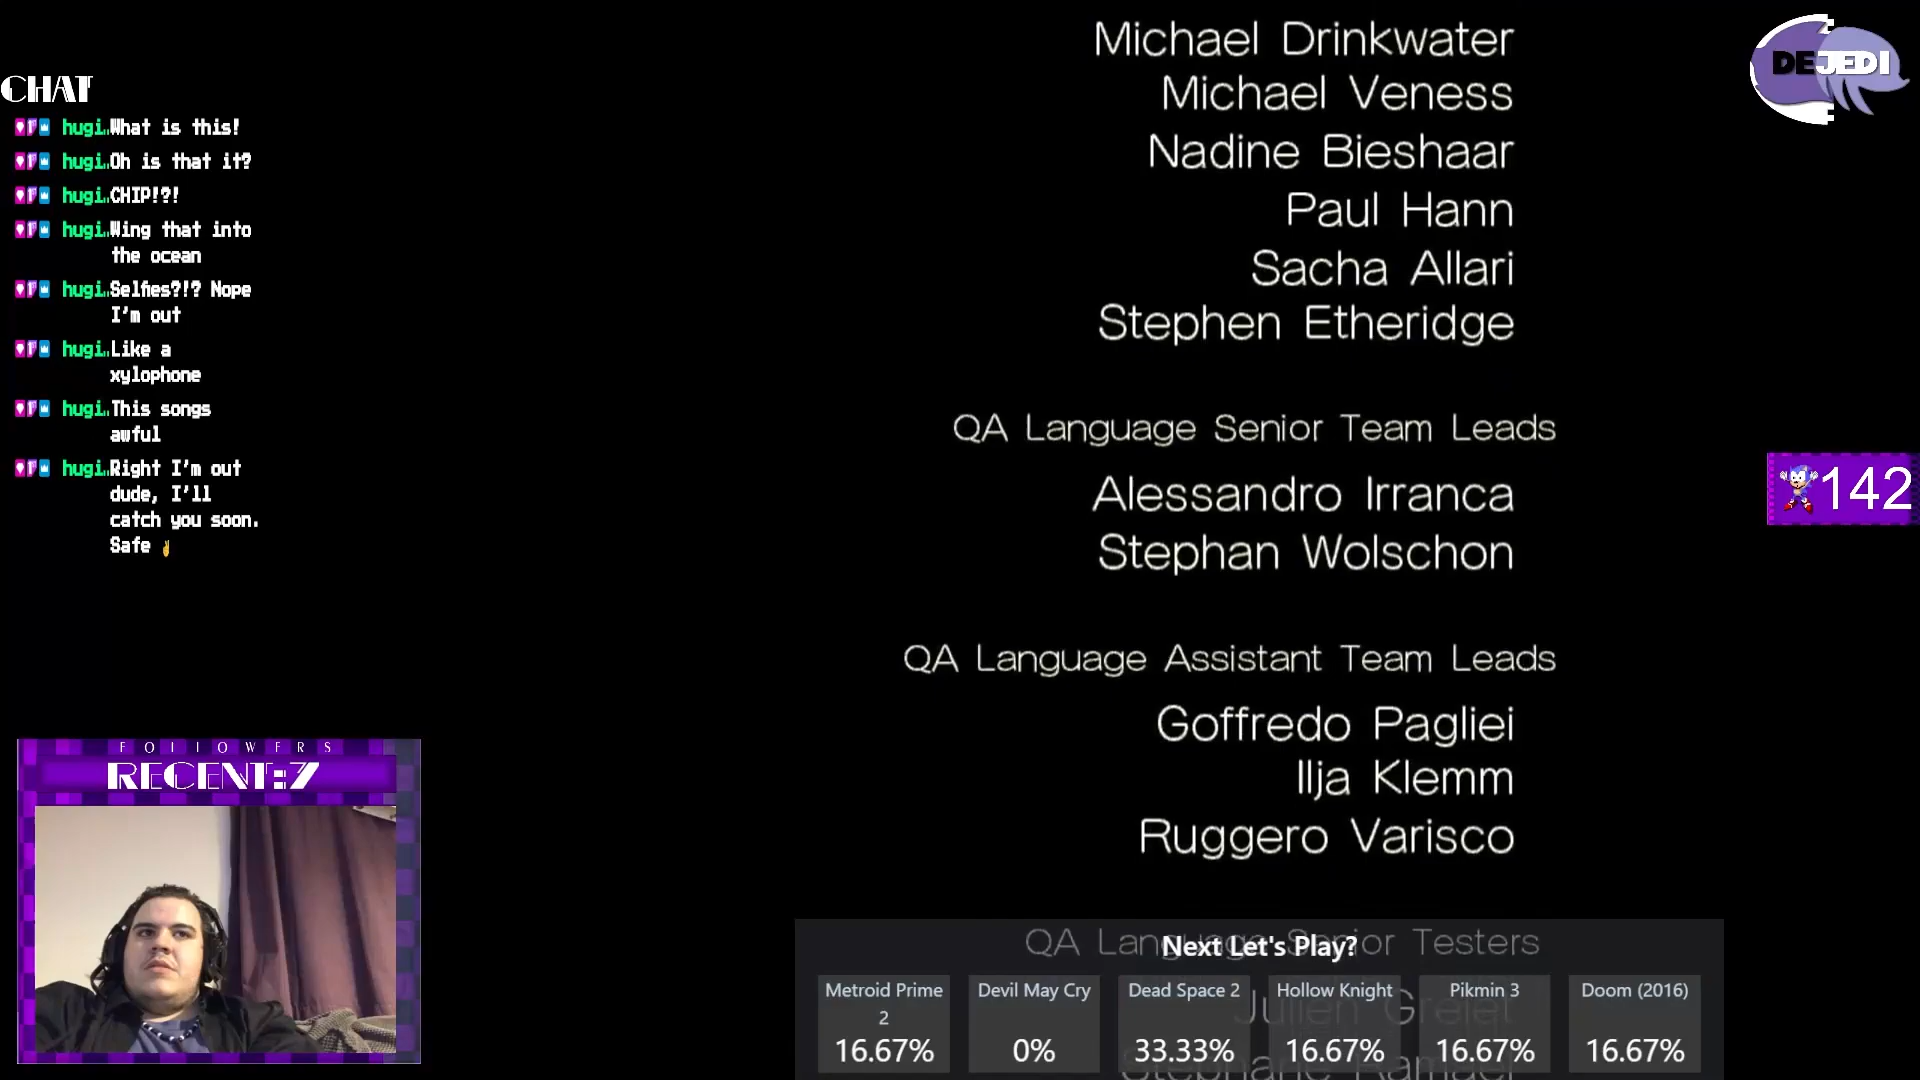 CHAT
hugi..What is this!
hugi..Oh is that it?
hugi..CHIP!?!
hugi..Wing that into
the ocean
hugi..Selfies?!? Nope
I'm out
hugi..Like a
xylophone
hugi..This songs
awful
hugi..Right I'm out
dude, I'll
catch you soon.
Safe ✌
FOLLOWERS
RECENT:7
Michael Drinkwater
Michael Veness
Nadine Bieshaar
Paul Hann
Sacha Allari
Stephen Etheridge
QA Language Senior Team Leads
Alessandro Irranca
Stephan Wolschon
QA Language Assistant Team Leads
Goffredo Pagliei
Ilja Klemm
Ruggero Varisco
QA Language Senior Testers
Julien
DEJEDI
142
Next Let's Play?
Metroid Prime
2
16.67%
Devil May Cry
0%
Dead Space 2
33.33%
Hollow Knight
16.67%
Pikmin 3
16.67%
Doom (2016)
16.67%